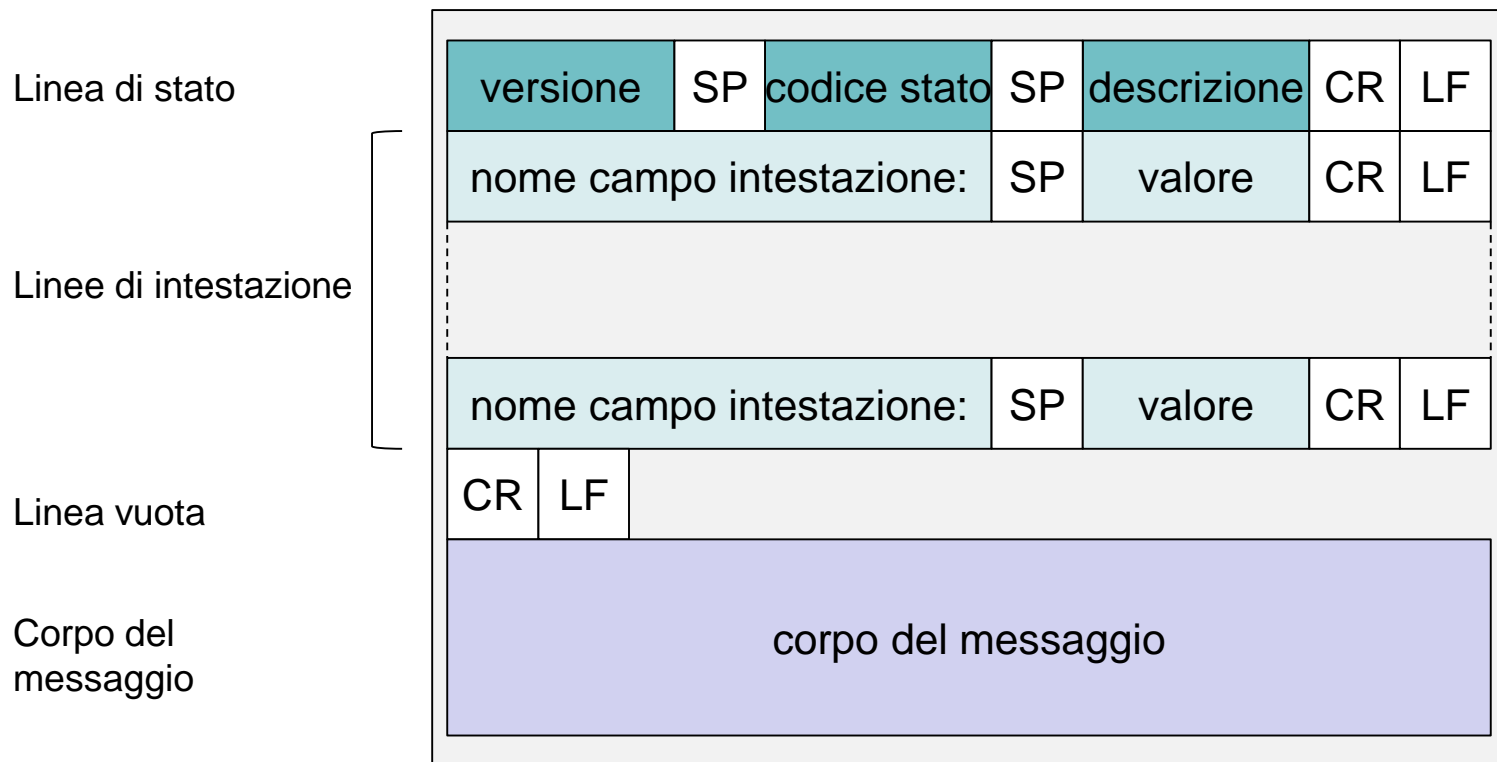 Linea di stato
versione SP codice stato SP descrizione CR LF
nome campo intestazione: SP valore CR LF
Linee di intestazione
nome campo intestazione: SP valore CR LF
Linea vuota
CR LF
Corpo del
messaggio
corpo del messaggio